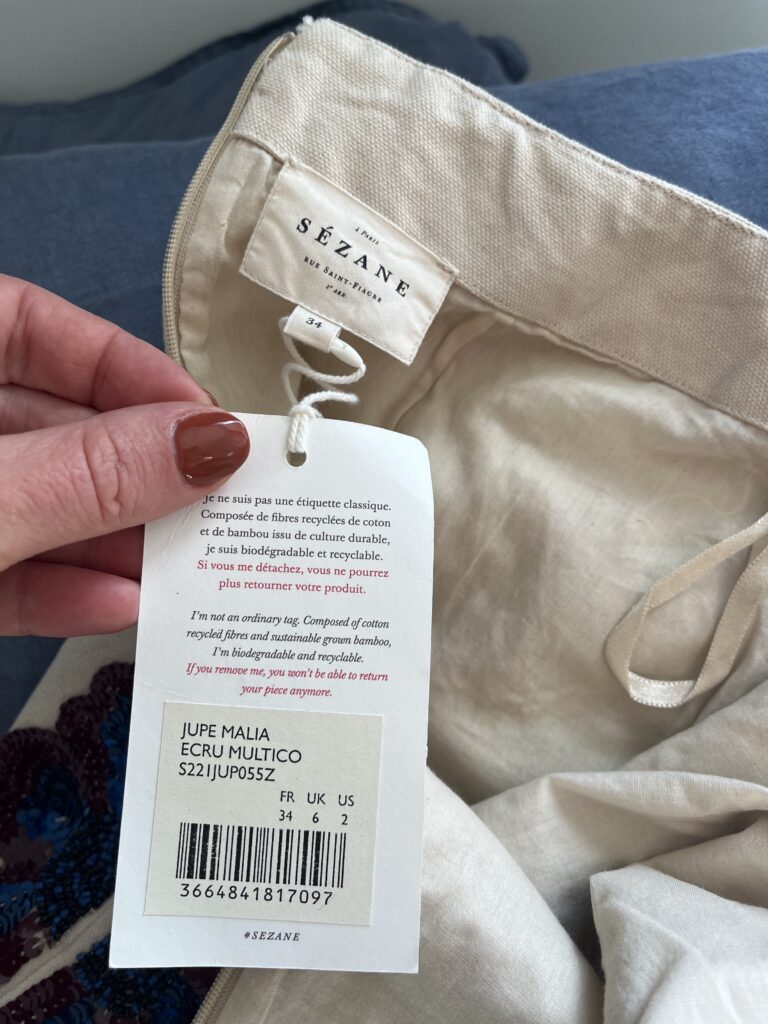 à Paris
SÉZANE
RUE SAINT-FIACRE
2e ARR.
34
Je ne suis pas une étiquette classique.
Composée de fibres recyclées de coton
et de bambou issu de culture durable,
je suis biodégradable et recyclable.
Si vous me détachez, vous ne pourrez
plus retourner votre produit.
I'm not an ordinary tag. Composed of cotton
recycled fibres and sustainable grown bamboo,
I'm biodegradable and recyclable.
If you remove me, you won't be able to return
your piece anymore.
JUPE MALIA
ECRU MULTICO
S221JUP055Z
FR UK US
34 6 2
3664841817097
#SEZANE